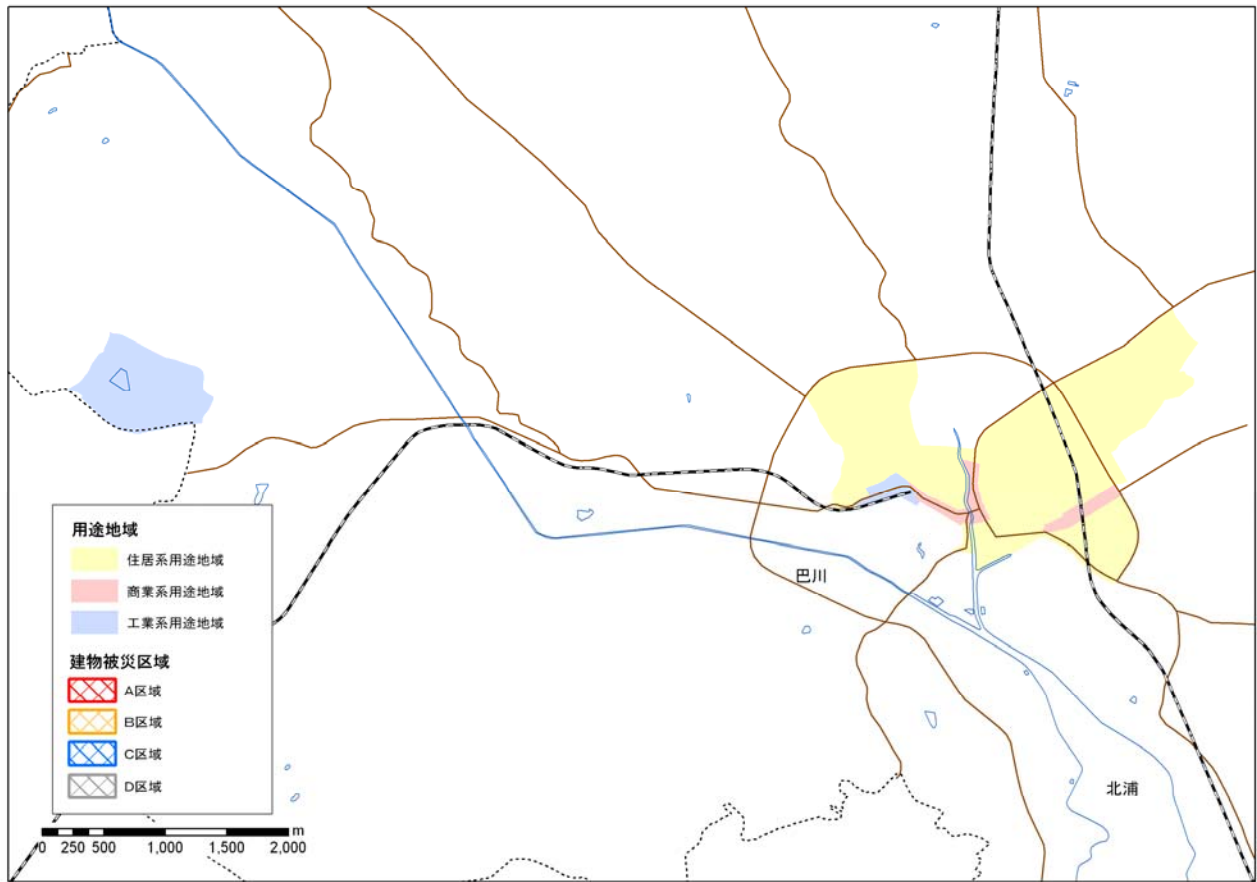 巴川
北浦
用途地域
住居系用途地域
商業系用途地域
工業系用途地域
建物被災区域
A区域
B区域
C区域
D区域
m
0 250 500 1,000 1,500 2,000